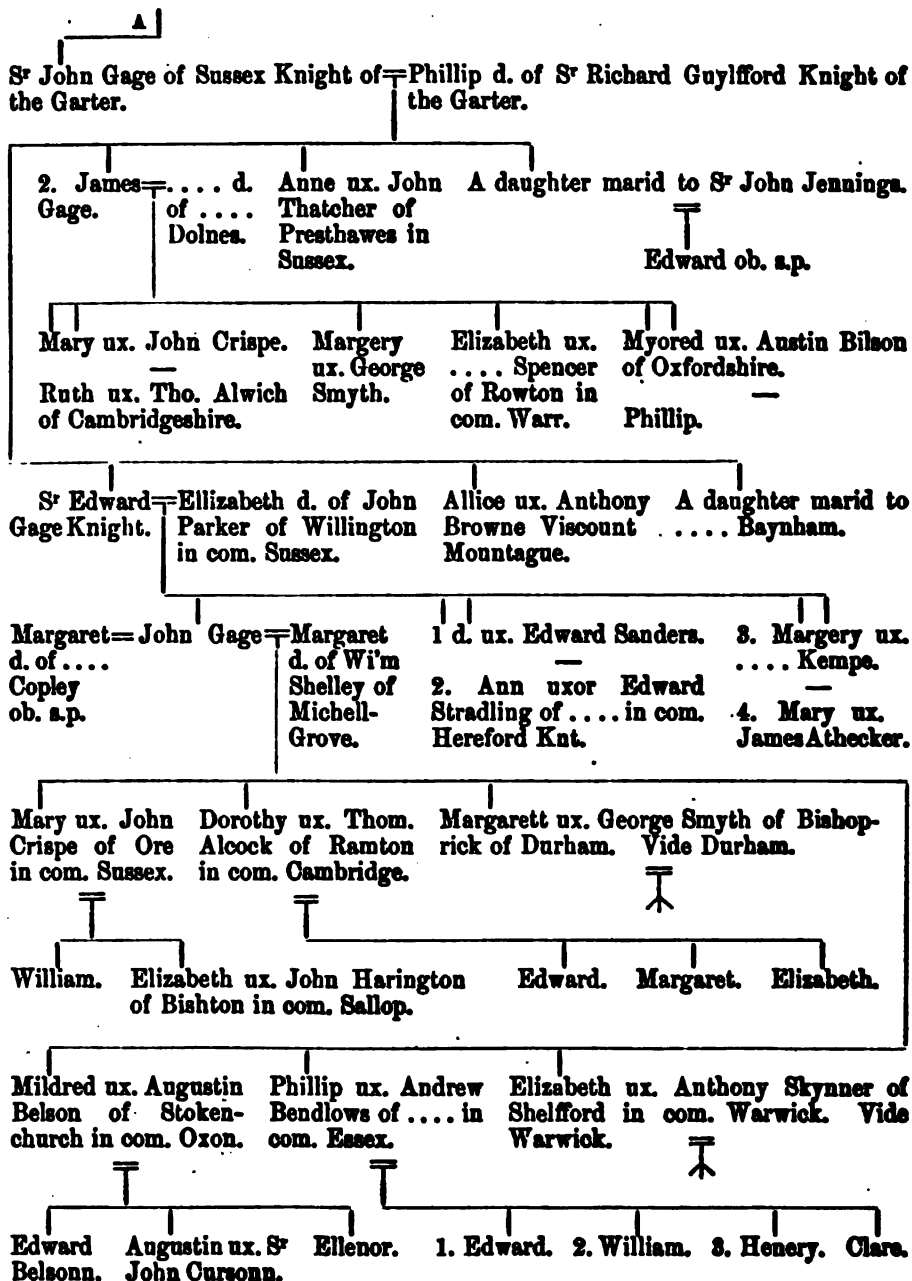 A
Sʳ John Gage of Sussex Knight of=Phillip d. of Sʳ Richard Guylfford Knight of
the Garter. the Garter.
2. James=.... d.
Gage. of ....
Dolnes.
Anne ux. John
Thatcher of
Presthawes in
Sussex.
A daughter marid to Sʳ John Jennings.
Edward ob. s.p.
Mary ux. John Crispe.
—
Ruth ux. Tho. Alwich
of Cambridgeshire.
Margery
ux. George
Smyth.
Elizabeth ux.
.... Spencer
of Rowton in
com. Warr.
Myored ux. Austin Bilson
of Oxfordshire.
—
Phillip.
Sʳ Edward=Ellizabeth d. of John
Gage Knight. Parker of Willington
in com. Sussex.
Allice ux. Anthony
Browne Viscount
Mountague.
A daughter marid to
..... Baynham.
Margaret=John Gage=Margaret
d. of ....
Copley
ob. s.p.
d. of Wi'm
Shelley of
Michell-
Grove.
1 d. ux. Edward Sanders.
—
2. Ann uxor Edward
Stradling of .... in com.
Hereford Knt.
3. Margery ux.
.... Kempe.
—
4. Mary ux.
James Athecker.
Mary ux. John
Crispe of Ore
in com. Sussex.
Dorothy ux. Thom.
Alcock of Ramton
in com. Cambridge.
Margarett ux. George Smyth of Bishop-
rick of Durham. Vide Durham.
William.
Elizabeth ux. John Harington
of Bishton in com. Sallop.
Edward. Margaret. Elizabeth.
Mildred ux. Augustin
Belson of Stoken-
church in com. Oxon.
Phillip ux. Andrew
Bendlows of .... in
com. Essex.
Elizabeth ux. Anthony Skynner of
Shelfford in com. Warwick. Vide
Warwick.
Edward
Belsonn.
Augustin ux. Sʳ
John Cursonn.
Ellenor.
1. Edward. 2. William. 3. Henery. Clare.